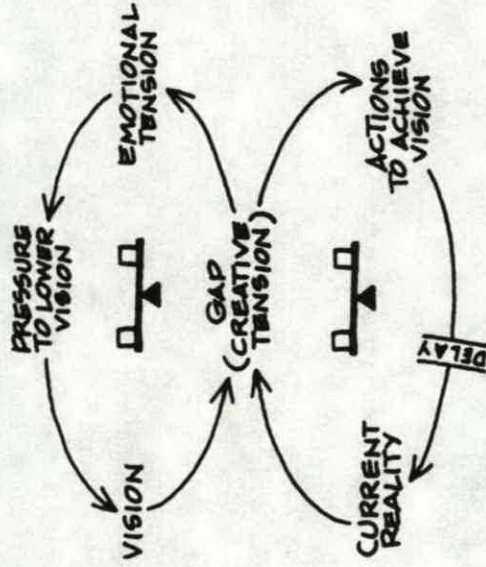 PRESSURE
TO LOWER
VISION
VISION
EMOTIONAL
TENSION
GAP
(CREATIVE
TENSION)
CURRENT
REALITY
ACTIONS
TO ACHIEVE
VISION
DELAY